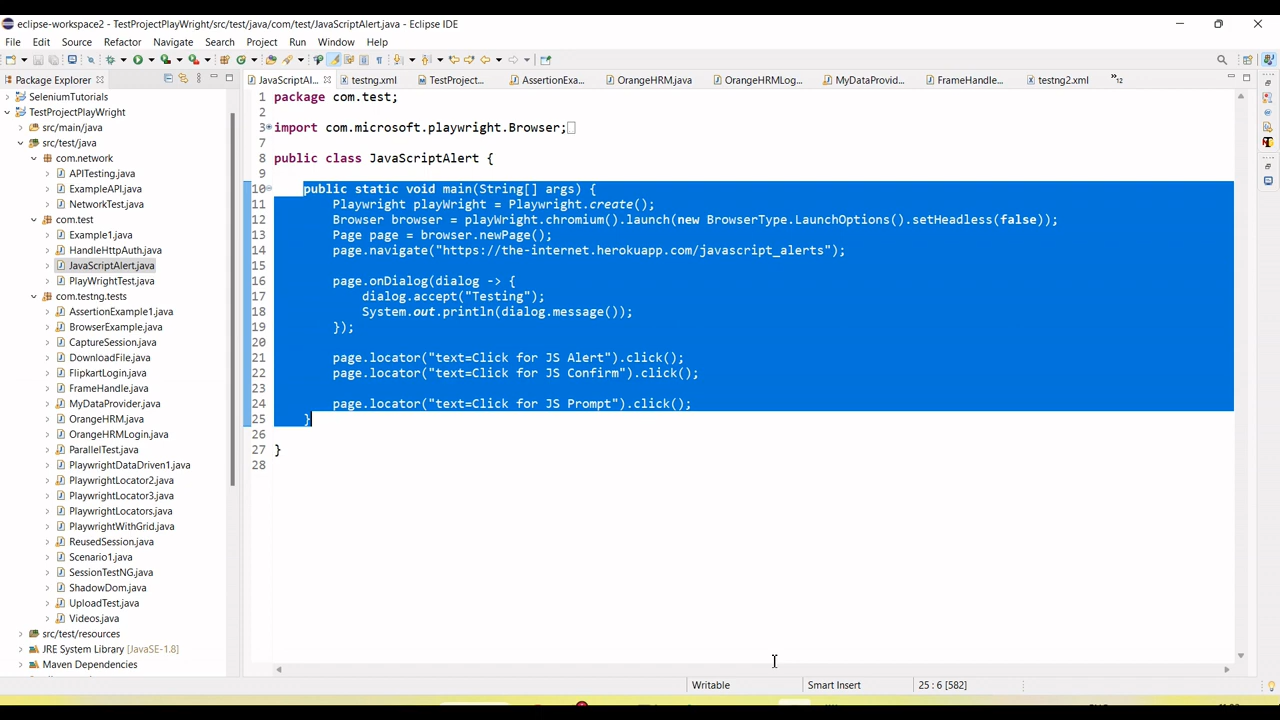 eclipse-workspace2 - TestProjectPlayWright/src/test/java/com/test/JavaScriptAlert.java - Eclipse IDE
File Edit Source Refactor Navigate Search Project Run Window Help
Package Explorer
JavaScriptAl... testng.xml TestProject... AssertionExa... OrangeHRM.java OrangeHRMLog... MyDataProvid... FrameHandle... testng2.xml »12
SeleniumTutorials
TestProjectPlayWright
src/main/java
src/test/java
com.network
APITesting.java
ExampleAPI.java
NetworkTest.java
com.test
Example1.java
HandleHttpAuth.java
JavaScriptAlert.java
PlayWrightTest.java
com.testng.tests
AssertionExample1.java
BrowserExample.java
CaptureSession.java
DownloadFile.java
FlipkartLogin.java
FrameHandle.java
MyDataProvider.java
OrangeHRM.java
OrangeHRMLogin.java
ParallelTest.java
PlaywrightDataDriven1.java
PlaywrightLocator2.java
PlaywrightLocator3.java
PlaywrightLocators.java
PlaywrightWithGrid.java
ReusedSession.java
Scenario1.java
SessionTestNG.java
ShadowDom.java
UploadTest.java
Videos.java
src/test/resources
JRE System Library [JavaSE-1.8]
Maven Dependencies
1 package com.test;
2
3 import com.microsoft.playwright.Browser;
7
8 public class JavaScriptAlert {
9
10 public static void main(String[] args) {
11 Playwright playWright = Playwright.create();
12 Browser browser = playWright.chromium().launch(new BrowserType.LaunchOptions().setHeadless(false));
13 Page page = browser.newPage();
14 page.navigate("https://the-internet.herokuapp.com/javascript_alerts");
15
16 page.onDialog(dialog -> {
17 dialog.accept("Testing");
18 System.out.println(dialog.message());
19 });
20
21 page.locator("text=Click for JS Alert").click();
22 page.locator("text=Click for JS Confirm").click();
23
24 page.locator("text=Click for JS Prompt").click();
25 }
26
27 }
28
Writable Smart Insert 25 : 6 [582]